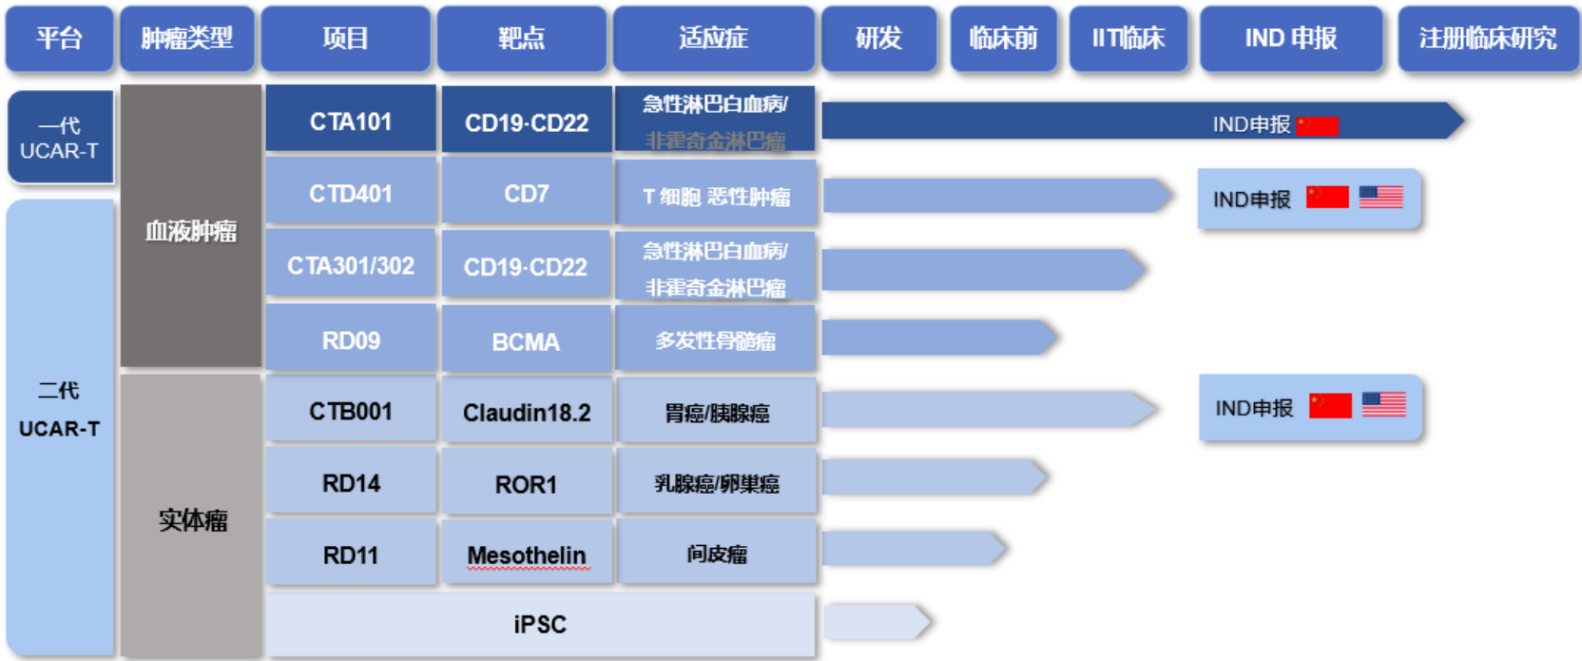 平台 肿瘤类型 项目 靶点 适应症 研发 临床前 IIT临床 IND 申报 注册临床研究
一代
UCAR-T
血液肿瘤
CTA101 CD19·CD22 急性淋巴白血病/
非霍奇金淋巴瘤
IND申报
CTD401 CD7 T 细胞 恶性肿瘤 IND申报
CTA301/302 CD19·CD22 急性淋巴白血病/
非霍奇金淋巴瘤
RD09 BCMA 多发性骨髓瘤
二代
UCAR-T
实体瘤
CTB001 Claudin18.2 胃癌/胰腺癌 IND申报
RD14 ROR1 乳腺癌/卵巢癌
RD11 Mesothelin 间皮瘤
iPSC